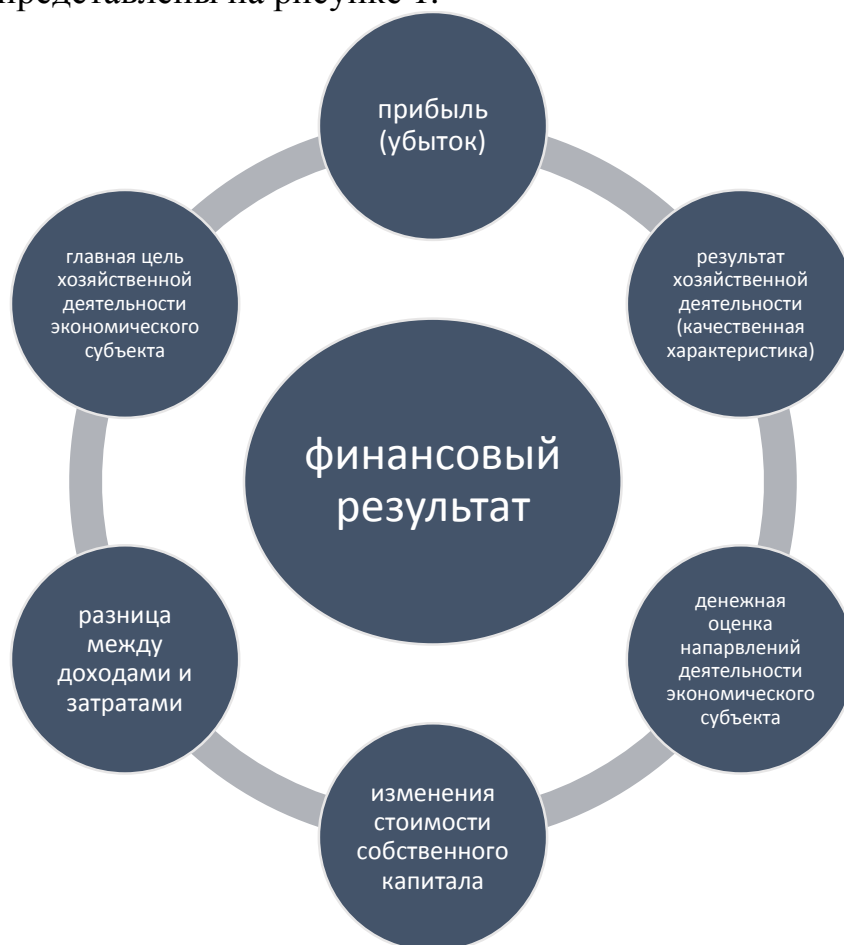 представлены на рисунке 1.
прибыль
(убыток)
результат
хозяйственной
деятельности
(качественная
характеристика)
денежная
оценка
напарвлений
деятельности
экономического
субъекта
изменения
стоимости
собственного
капитала
разница
между
доходами и
затратами
главная цель
хозяйственной
деятельности
экономического
субъекта
финансовый
результат